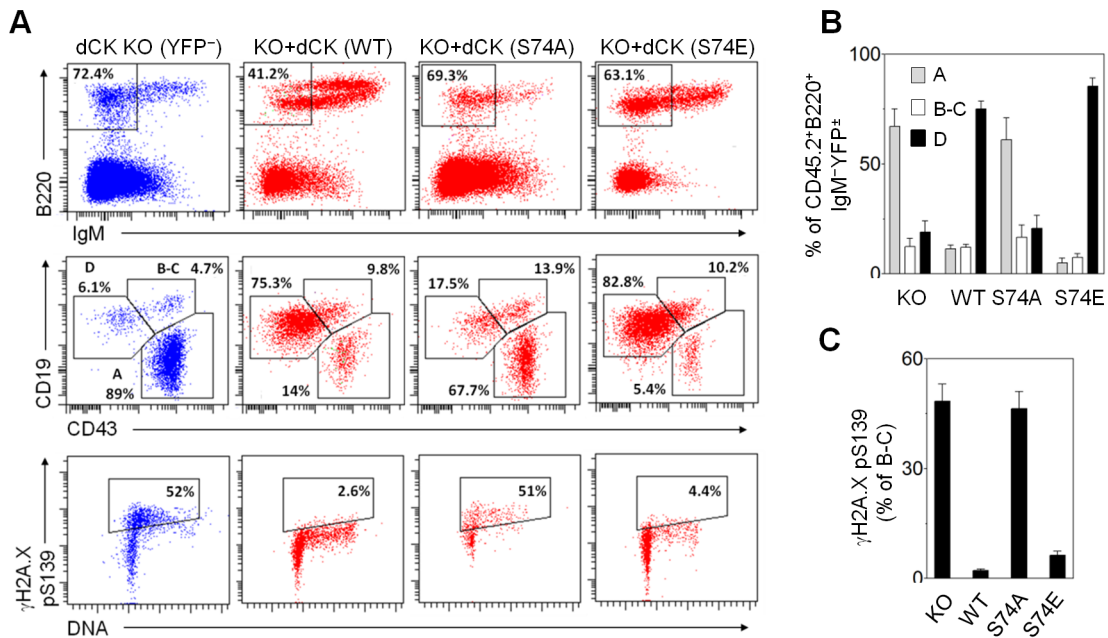 A
dCK KO (YFP⁻) KO+dCK (WT) KO+dCK (S74A) KO+dCK (S74E)
72.4% 41.2% 69.3% 63.1%
B220
IgM
D B-C 4.7% 9.8% 13.9% 10.2%
6.1% 75.3% 17.5% 82.8%
A
89% 14% 67.7% 5.4%
CD19
CD43
52% 2.6% 51% 4.4%
γH2A.X
pS139
DNA
B
100
50
0
% of CD45.2⁺B220⁺
IgM⁻YFP±
A
B-C
D
KO WT S74A S74E
C
60
30
0
γH2A.X pS139
(% of B-C)
KO WT S74A S74E